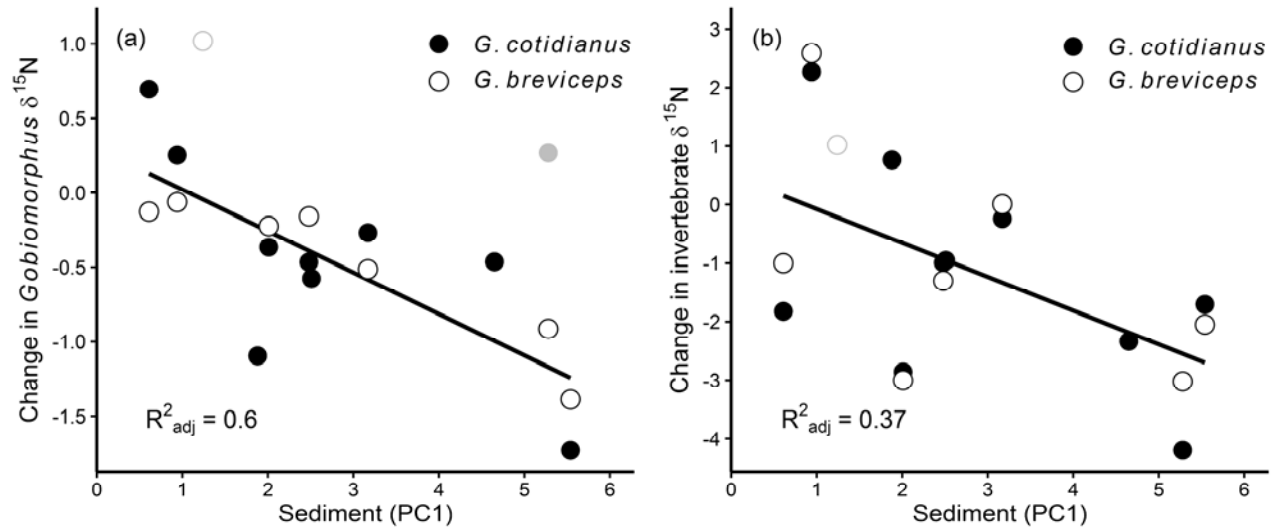 (a)
G. cotidianus
G. breviceps
Change in Gobiomorphus δ¹⁵N
1.0
0.5
0.0
-0.5
-1.0
-1.5
R²adj = 0.6
0 1 2 3 4 5 6
Sediment (PC1)
(b)
G. cotidianus
G. breviceps
Change in invertebrate δ¹⁵N
3
2
1
0
-1
-2
-3
-4
R²adj = 0.37
0 1 2 3 4 5 6
Sediment (PC1)